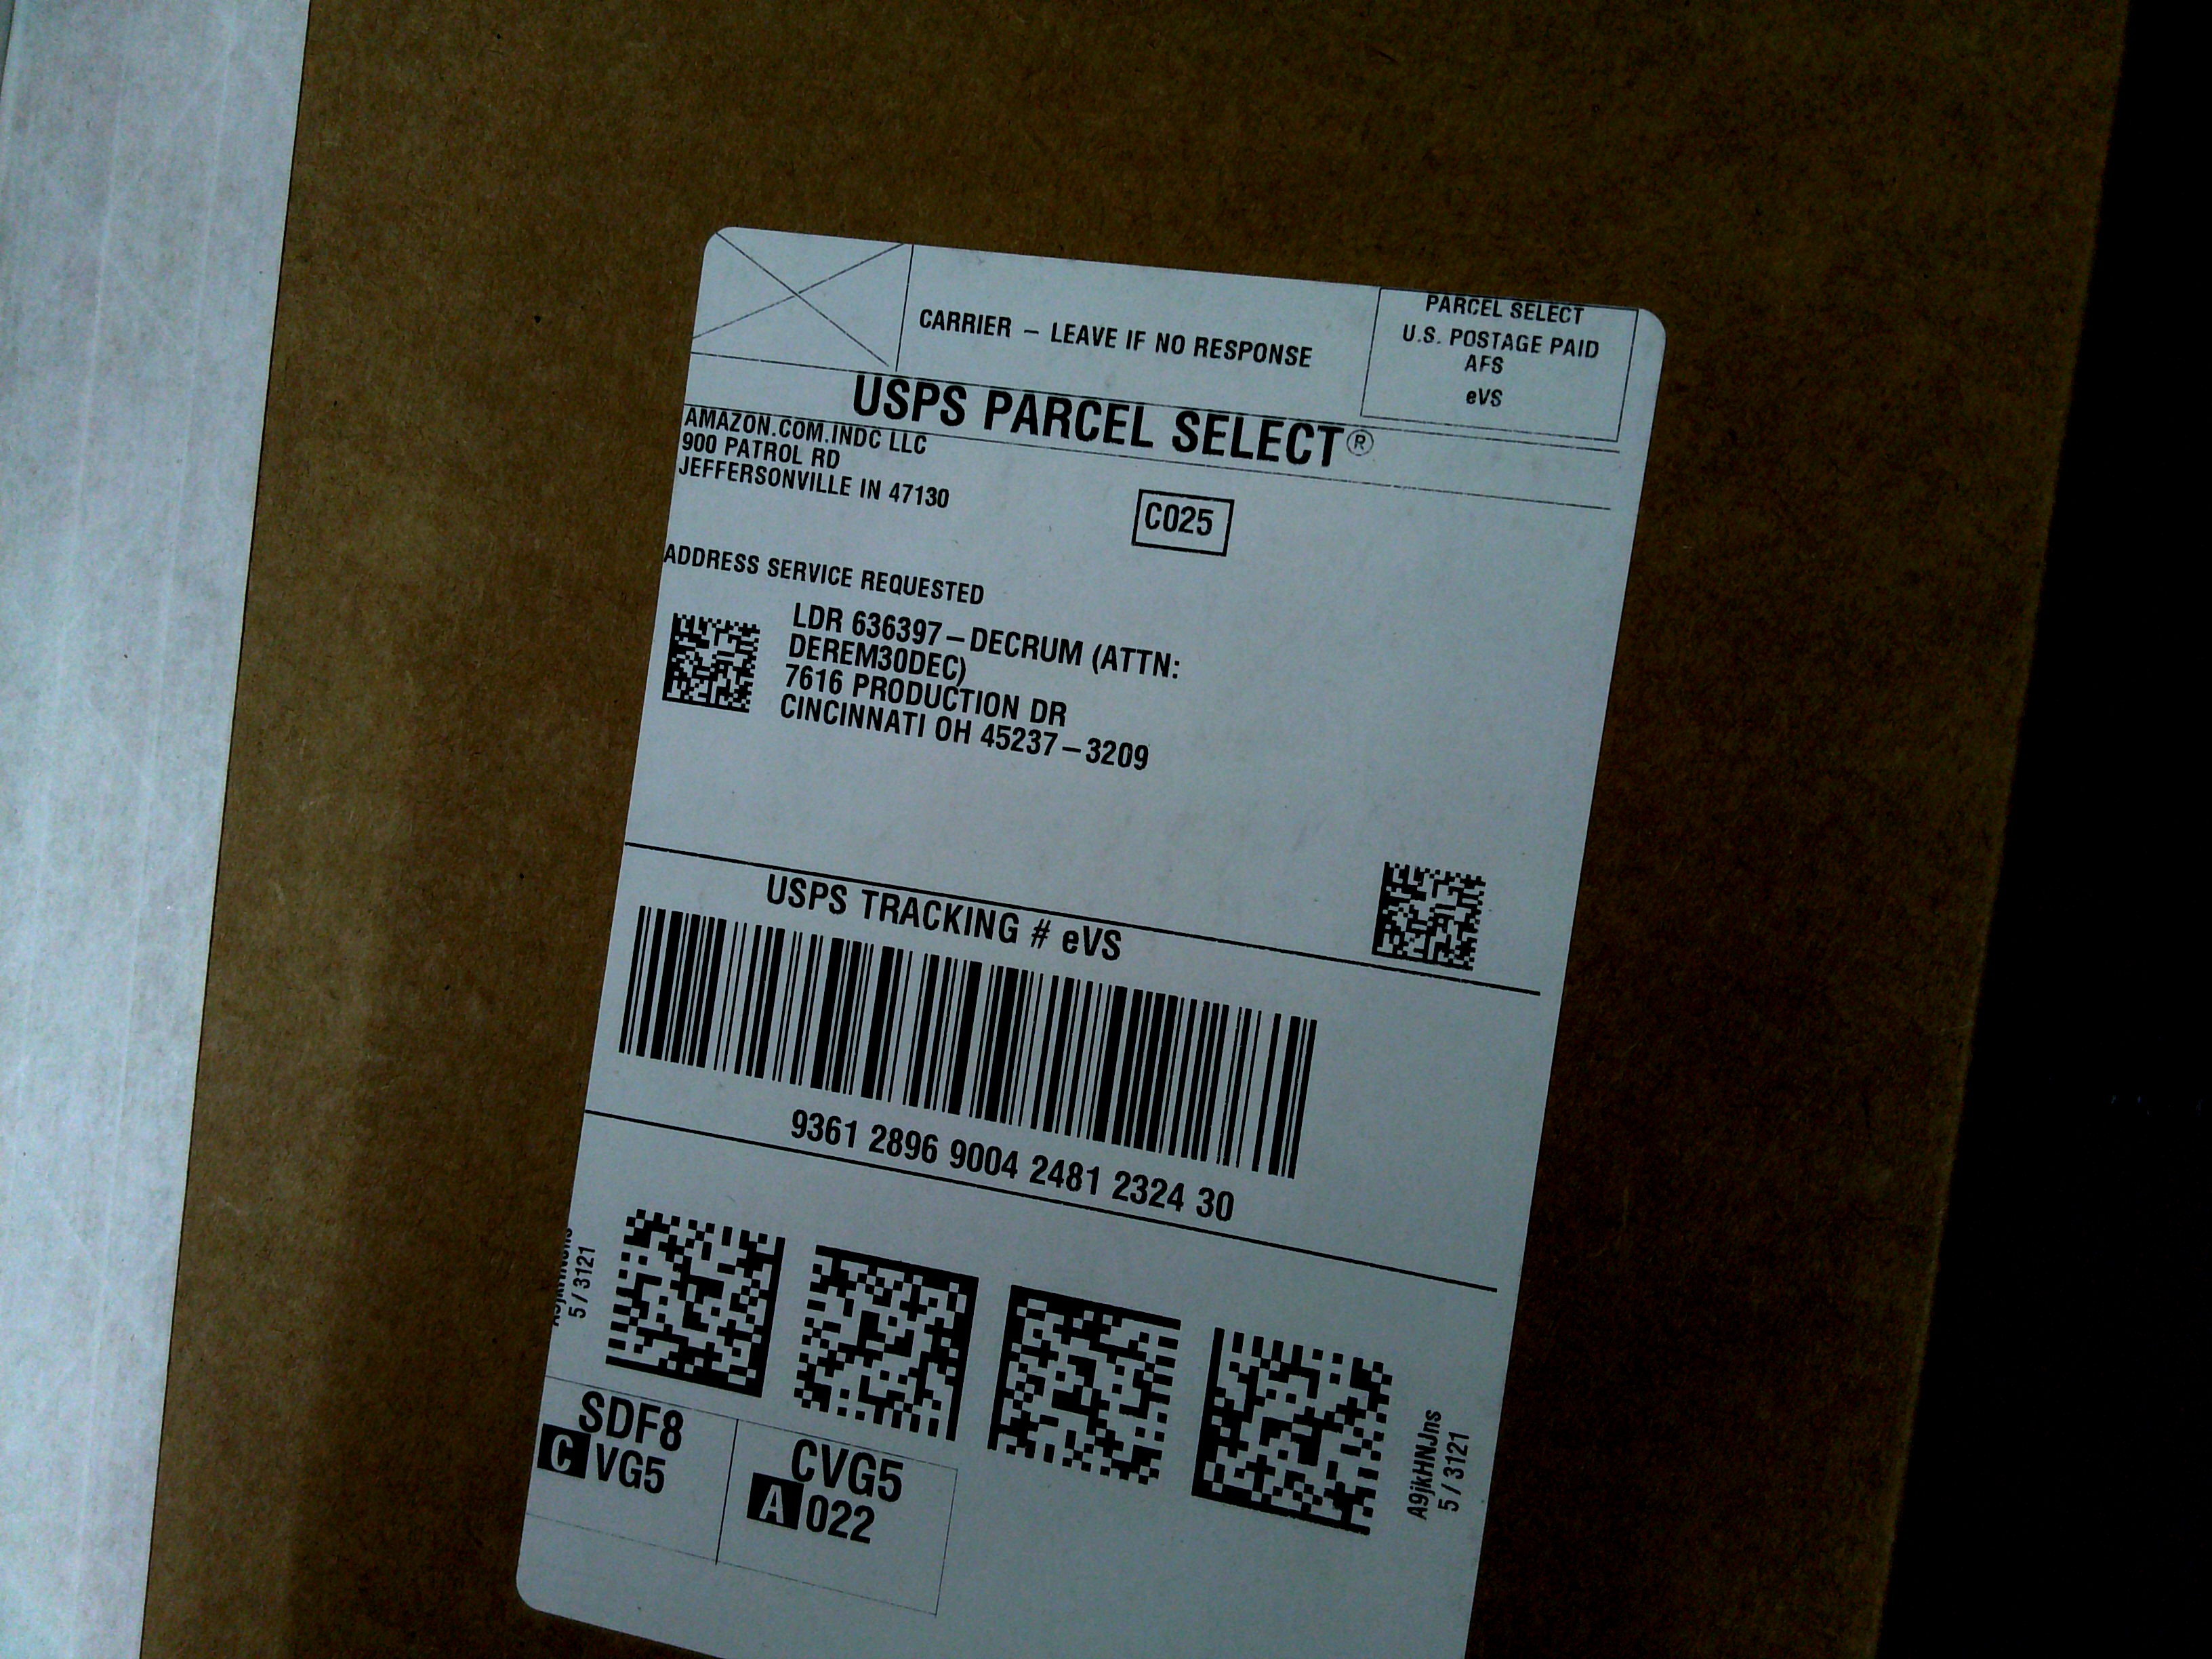 CARRIER – LEAVE IF NO RESPONSE
PARCEL SELECT
U.S. POSTAGE PAID
AFS
eVS
USPS PARCEL SELECT®
AMAZON.COM.INDC LLC
900 PATROL RD
JEFFERSONVILLE IN 47130
C025
ADDRESS SERVICE REQUESTED
LDR 636397–DECRUM (ATTN:
DEREM30DEC)
7616 PRODUCTION DR
CINCINNATI OH 45237–3209
USPS TRACKING # eVS
9361 2896 9004 2481 2324 30
5 / 3121
A9jkHNJns
5 / 3121
SDF8
CVG5
CVG5
A022